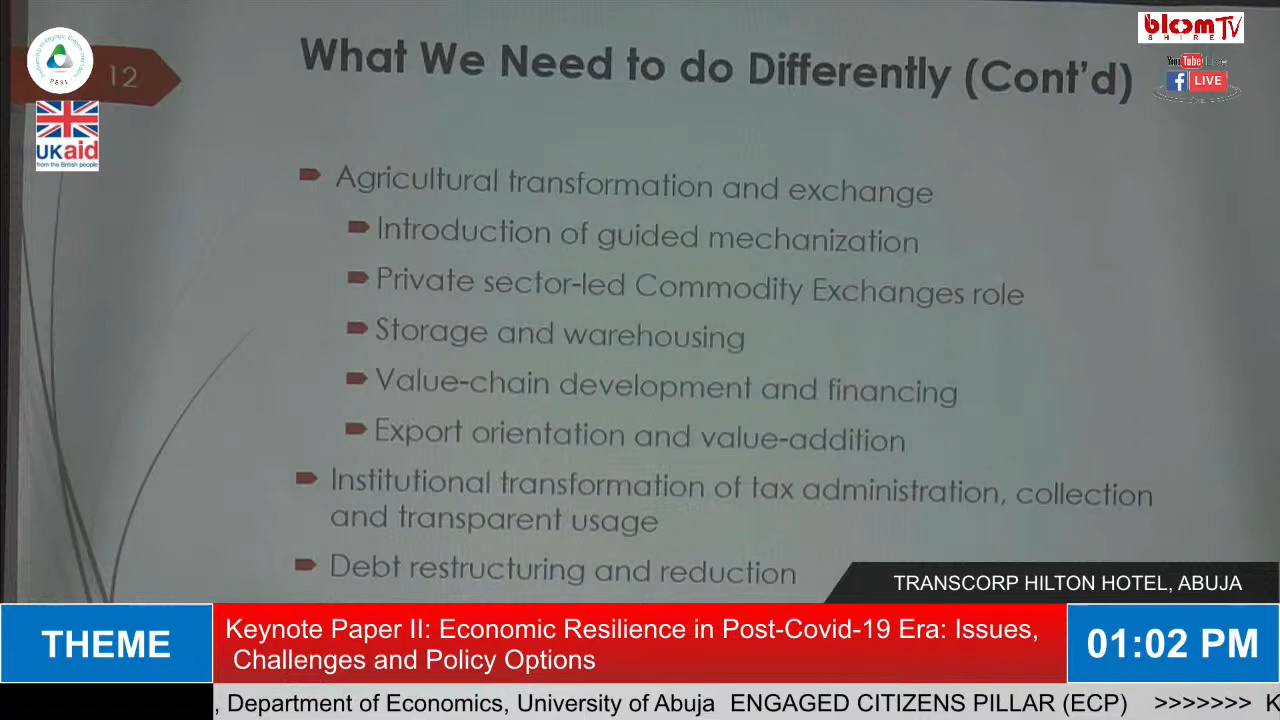 12
What We Need to do Differently (Cont'd)
bloomTV
SHIRE
YouTube Live
LIVE
PERL
UKaid
from the British people
Agricultural transformation and exchange
Introduction of guided mechanization
Private sector-led Commodity Exchanges role
Storage and warehousing
Value-chain development and financing
Export orientation and value-addition
Institutional transformation of tax administration, collection
and transparent usage
Debt restructuring and reduction
TRANSCORP HILTON HOTEL, ABUJA
THEME
Keynote Paper II: Economic Resilience in Post-Covid-19 Era: Issues,
Challenges and Policy Options
01:02 PM
, Department of Economics, University of Abuja ENGAGED CITIZENS PILLAR (ECP) >>>>>>> K